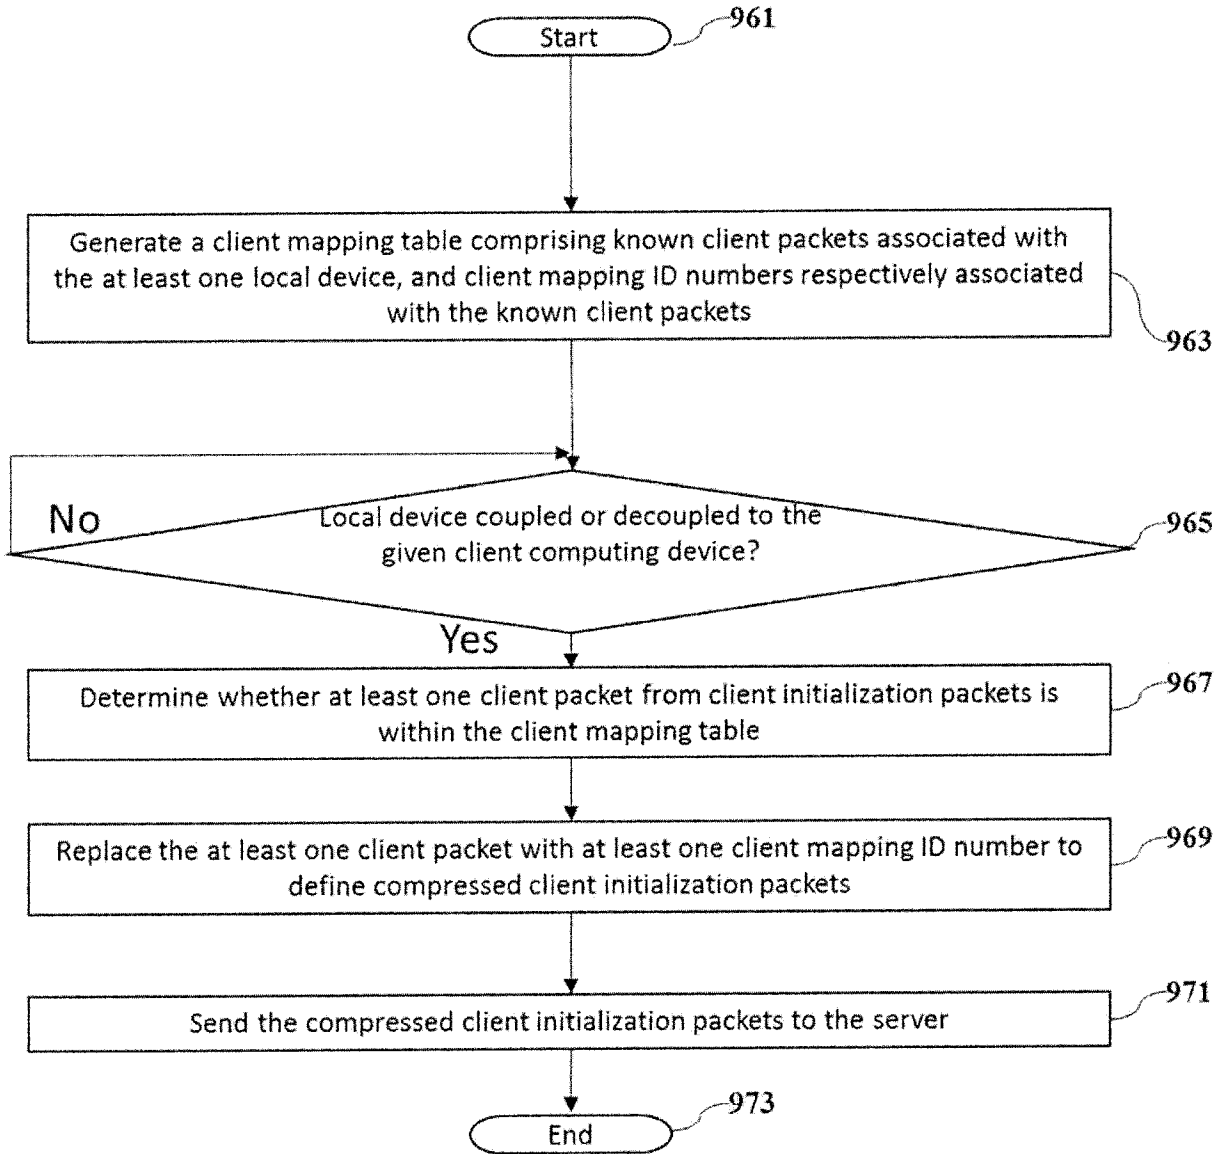 Start
961
Generate a client mapping table comprising known client packets associated with
the at least one local device, and client mapping ID numbers respectively associated
with the known client packets
963
No
Local device coupled or decoupled to the
given client computing device?
965
Yes
Determine whether at least one client packet from client initialization packets is
within the client mapping table
967
Replace the at least one client packet with at least one client mapping ID number to
define compressed client initialization packets
969
Send the compressed client initialization packets to the server
971
End
973